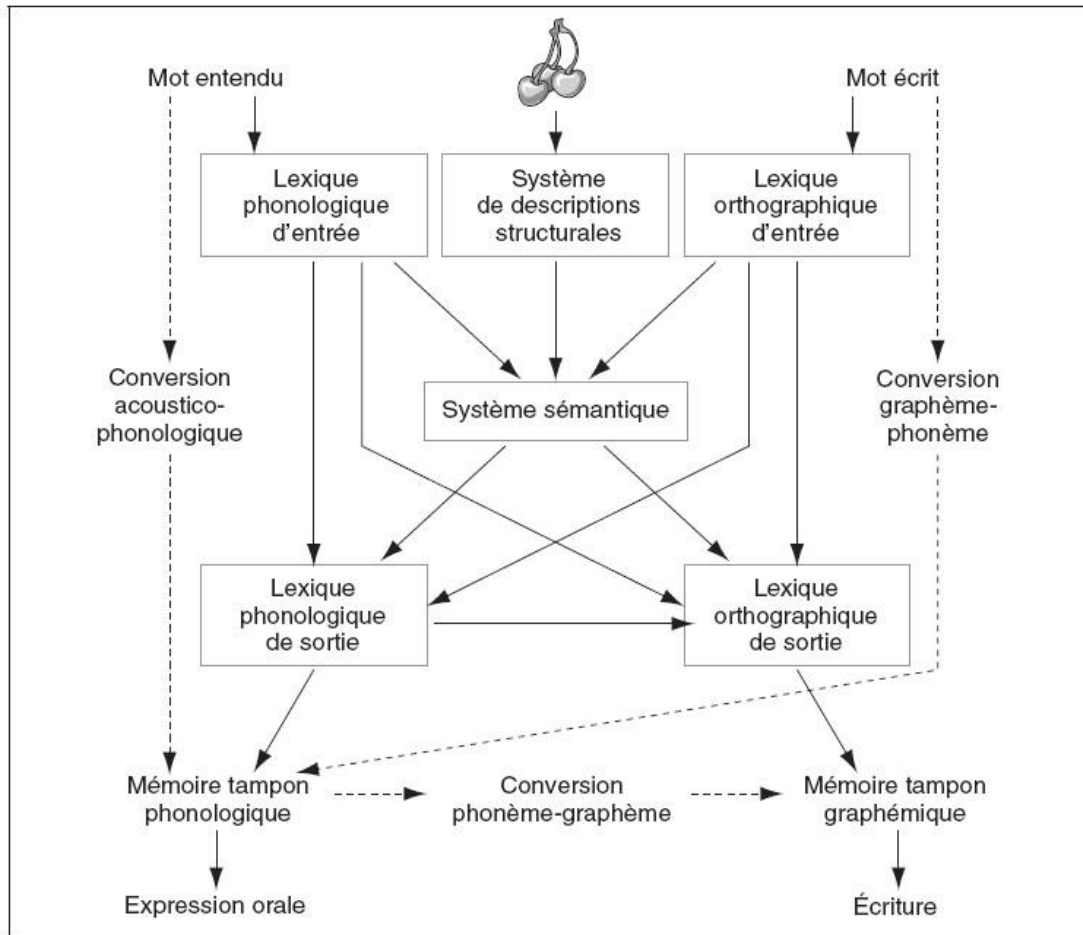 Mot entendu
Mot écrit
Lexique
phonologique
d'entrée
Système
de descriptions
structurales
Lexique
orthographique
d'entrée
Conversion
acoustico-
phonologique
Système sémantique
Conversion
graphème-
phonème
Lexique
phonologique
de sortie
Lexique
orthographique
de sortie
Mémoire tampon
phonologique
Conversion
phonème-graphème
Mémoire tampon
graphémique
Expression orale
Écriture